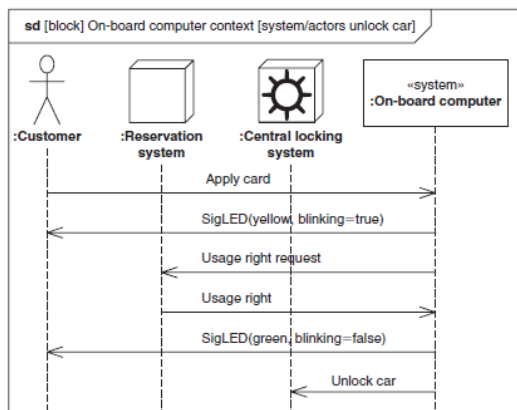 sd [block] On-board computer context [system/actors unlock car]
«system»
:On-board computer
:Customer
:Reservation
system
:Central locking
system
Apply card
SigLED(yellow, blinking=true)
Usage right request
Usage right
SigLED(green, blinking=false)
Unlock car